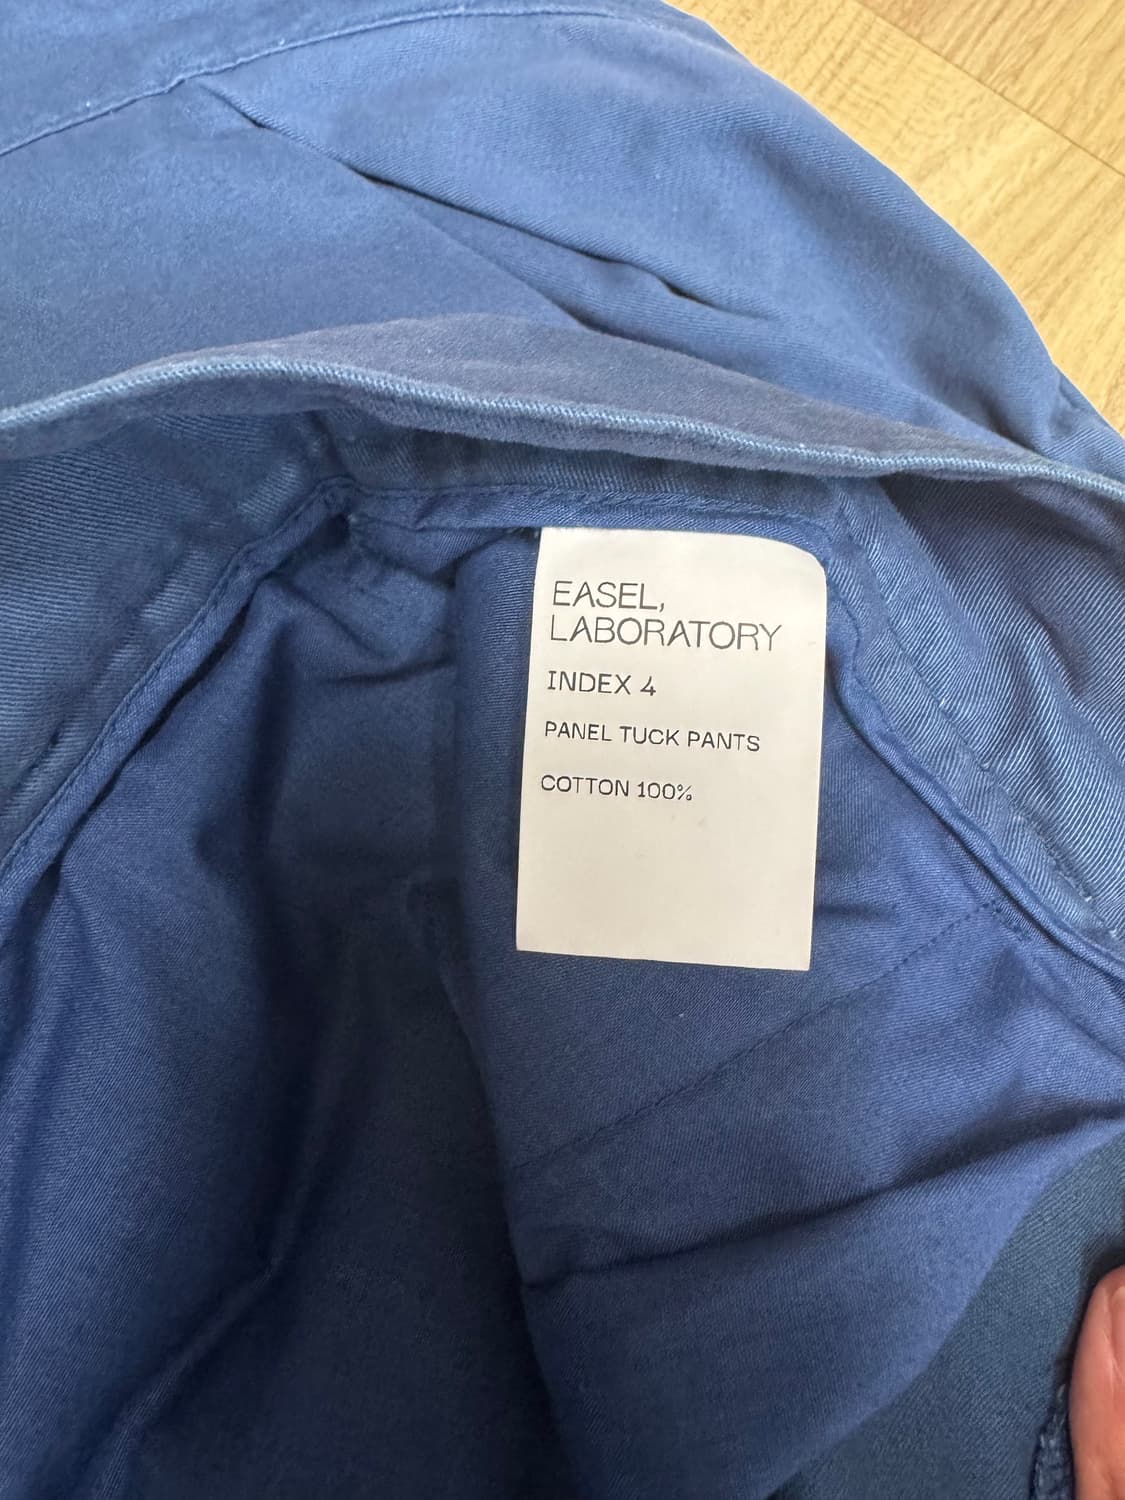 EASEL,
LABORATORY
INDEX 4
PANEL TUCK PANTS
COTTON 100%